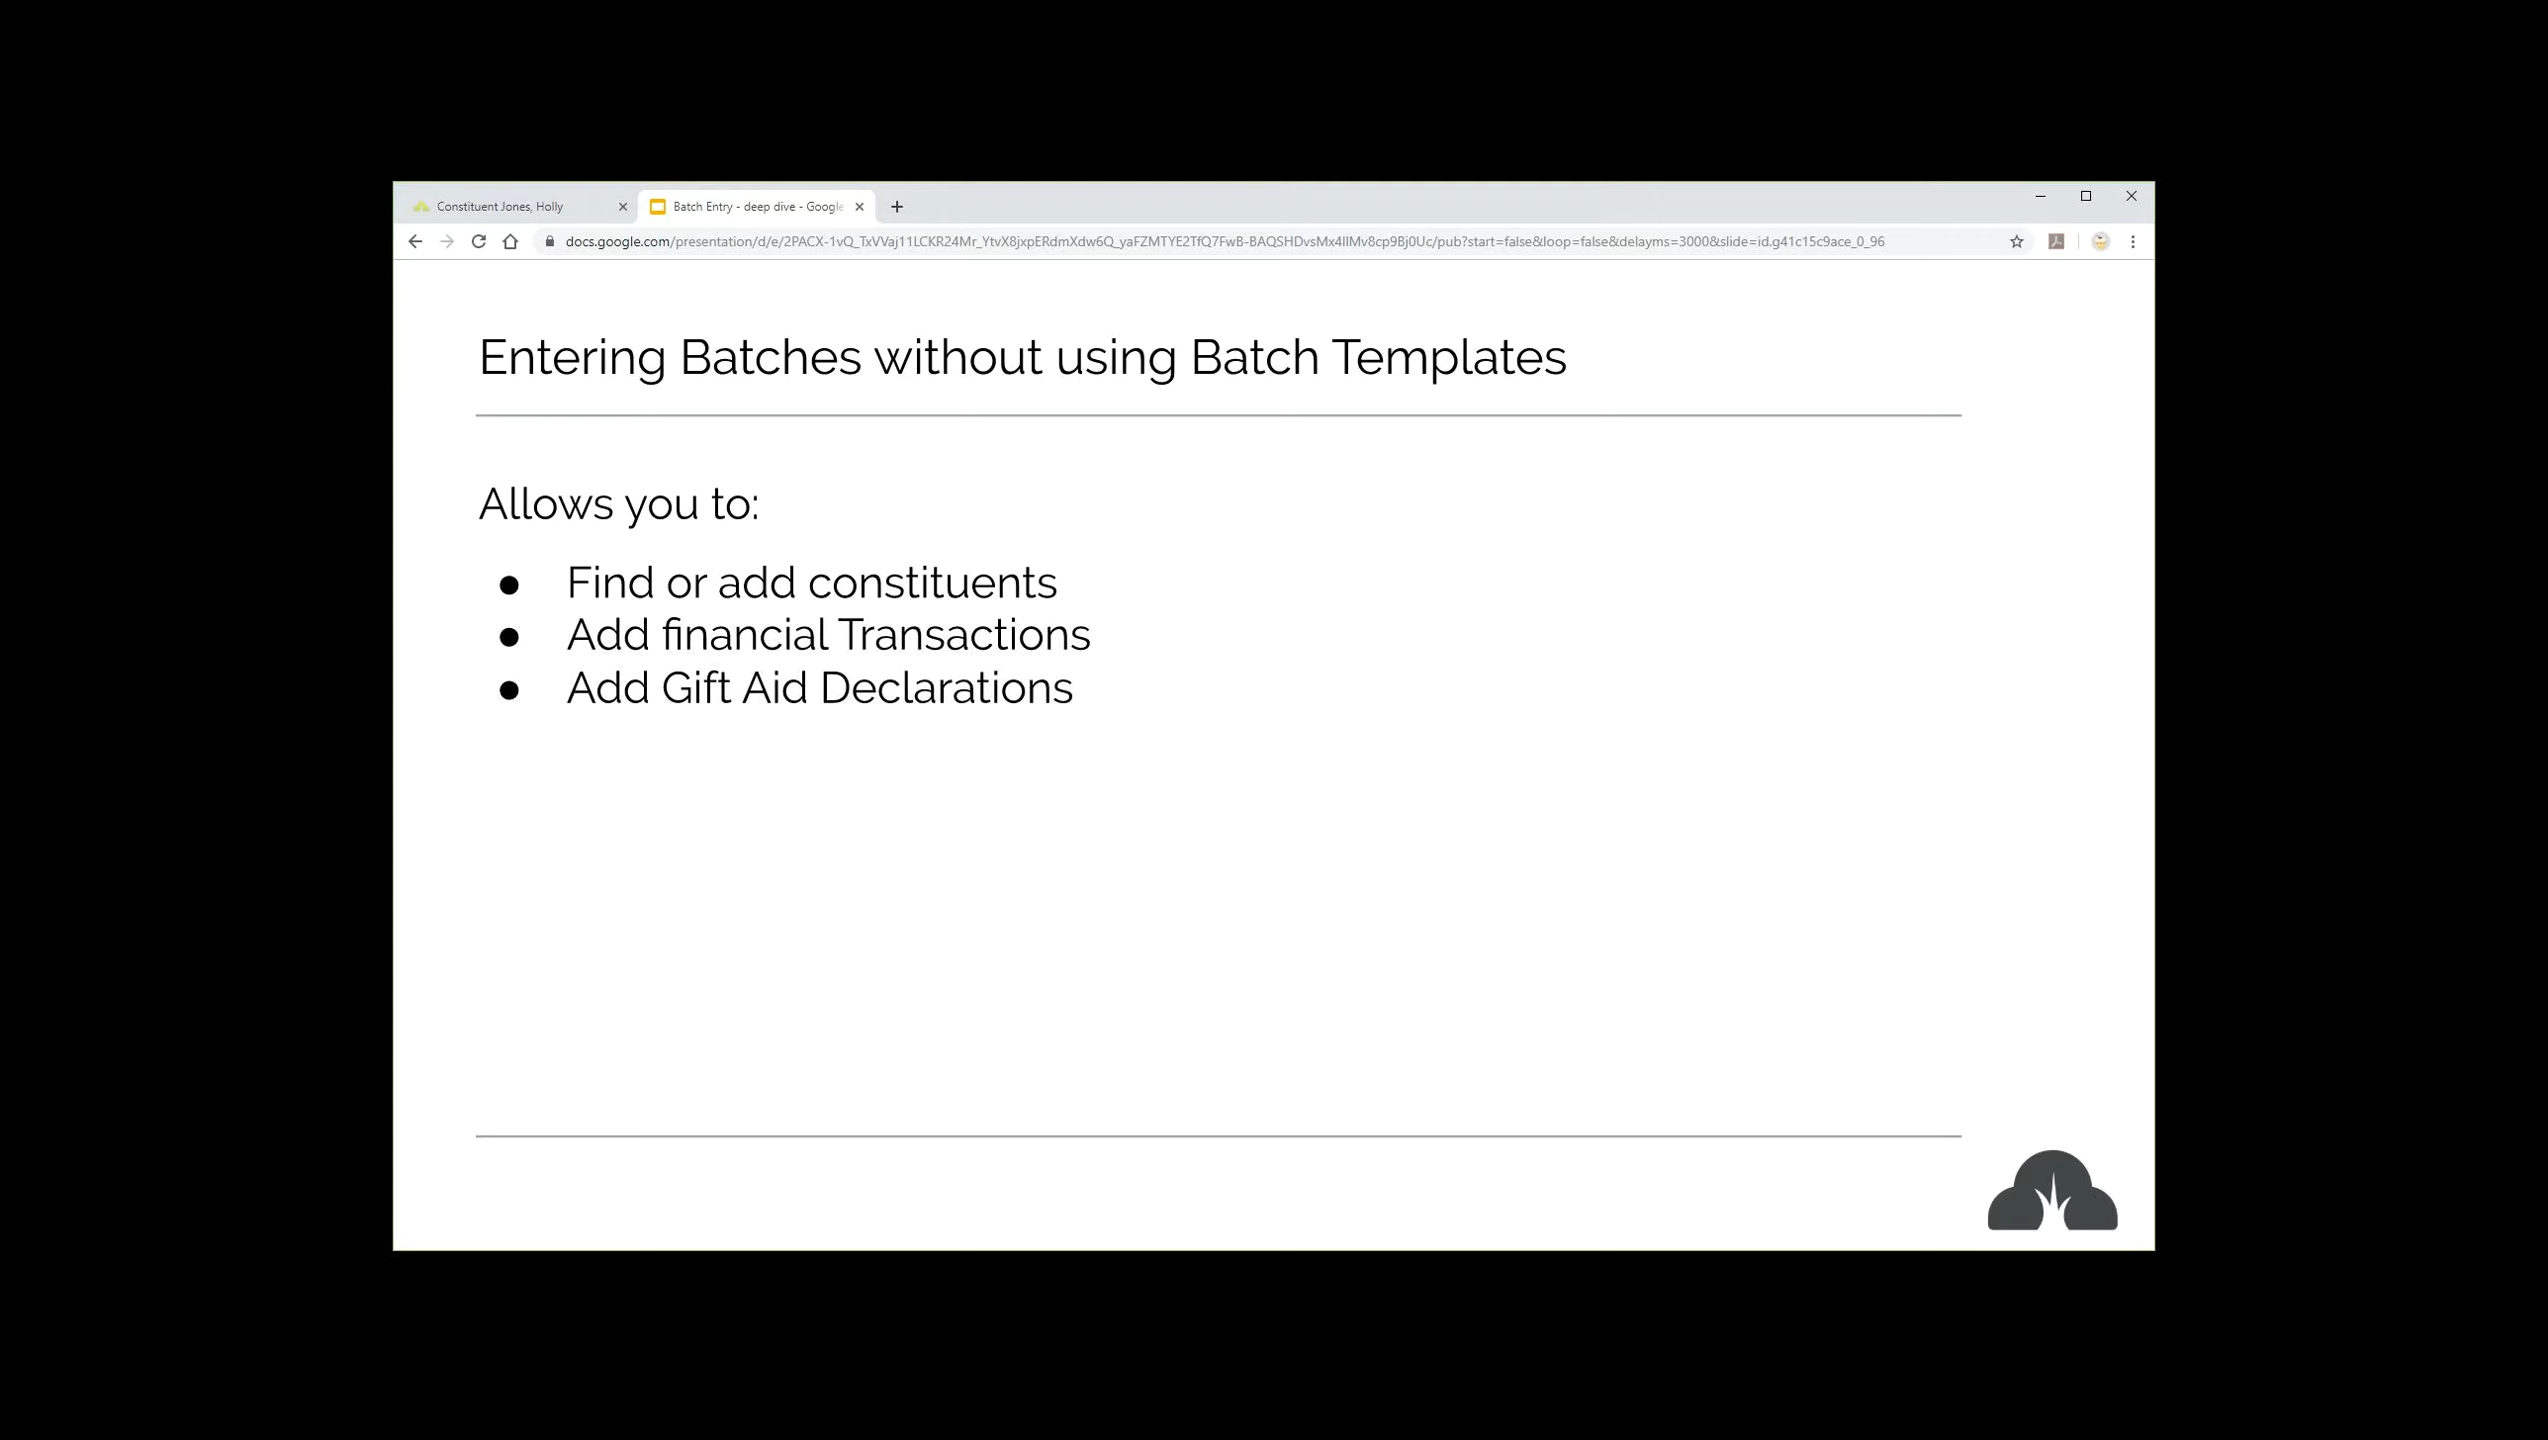 Constituent Jones, Holly
Batch Entry - deep dive - Google
docs.google.com/presentation/d/e/2PACX-1vQ_TxVVaj11LCKR24Mr_YtvX8jxpERdmXdw6Q_yaFZMTYE2TfQ7FwB-BAQSHDvsMx4IIMv8cp9Bj0Uc/pub?start=false&loop=false&delayms=3000&slide=id.g41c15c9ace_0_96
Entering Batches without using Batch Templates
Allows you to:
● Find or add constituents
● Add financial Transactions
● Add Gift Aid Declarations